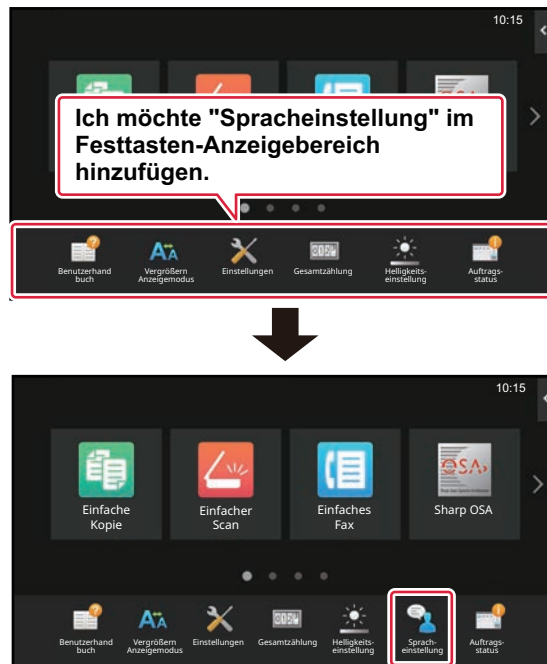 10:15
Ich möchte "Spracheinstellung" im
Festtasten-Anzeigebereich
hinzufügen.
Benutzerhand
buch
Vergrößern
Anzeigemodus
Einstellungen
Gesamtzählung
Helligkeits-
einstellung
Auftrags-
status
10:15
Einfache
Kopie
Einfacher
Scan
Einfaches
Fax
Sharp OSA
Benutzerhand
buch
Vergrößern
Anzeigemodus
Einstellungen
Gesamtzählung
Helligkeits-
einstellung
Sprach-
einstellung
Auftrags-
status